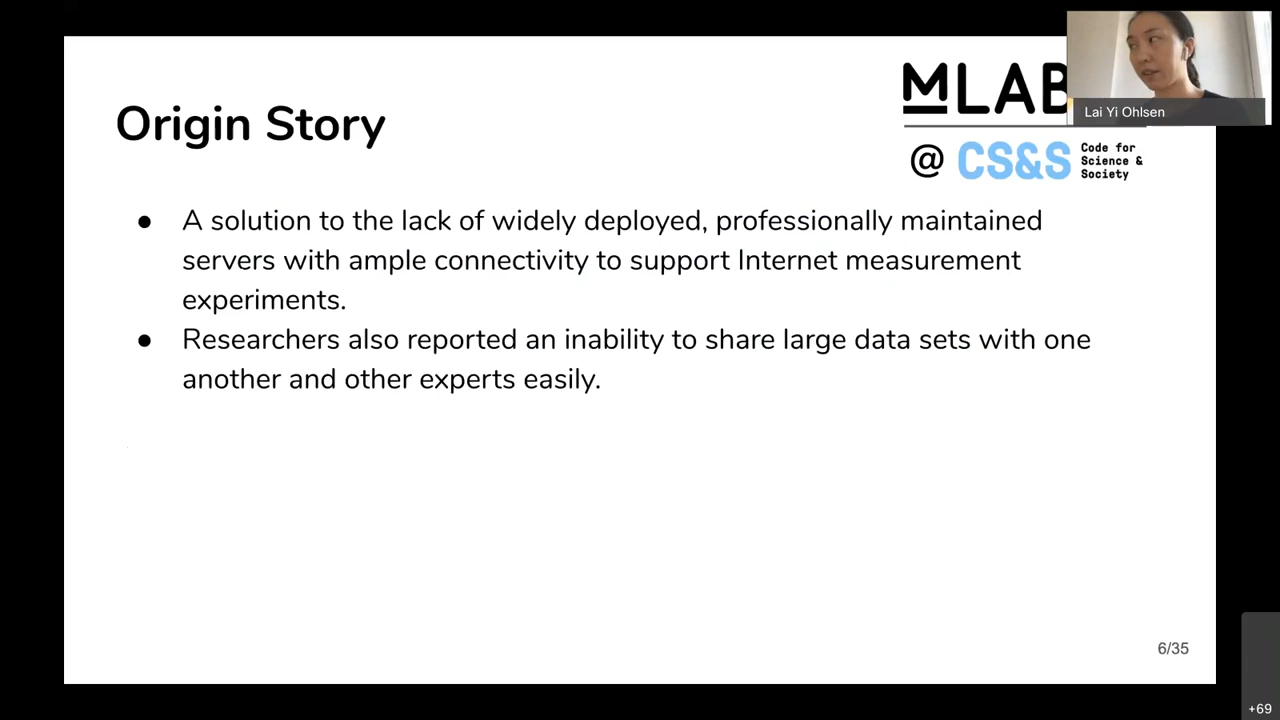 Origin Story
MLAB
@ CS&S Code for
Science &
Society
Lai Yi Ohlsen
● A solution to the lack of widely deployed, professionally maintained
servers with ample connectivity to support Internet measurement
experiments.
● Researchers also reported an inability to share large data sets with one
another and other experts easily.
6/35
+69